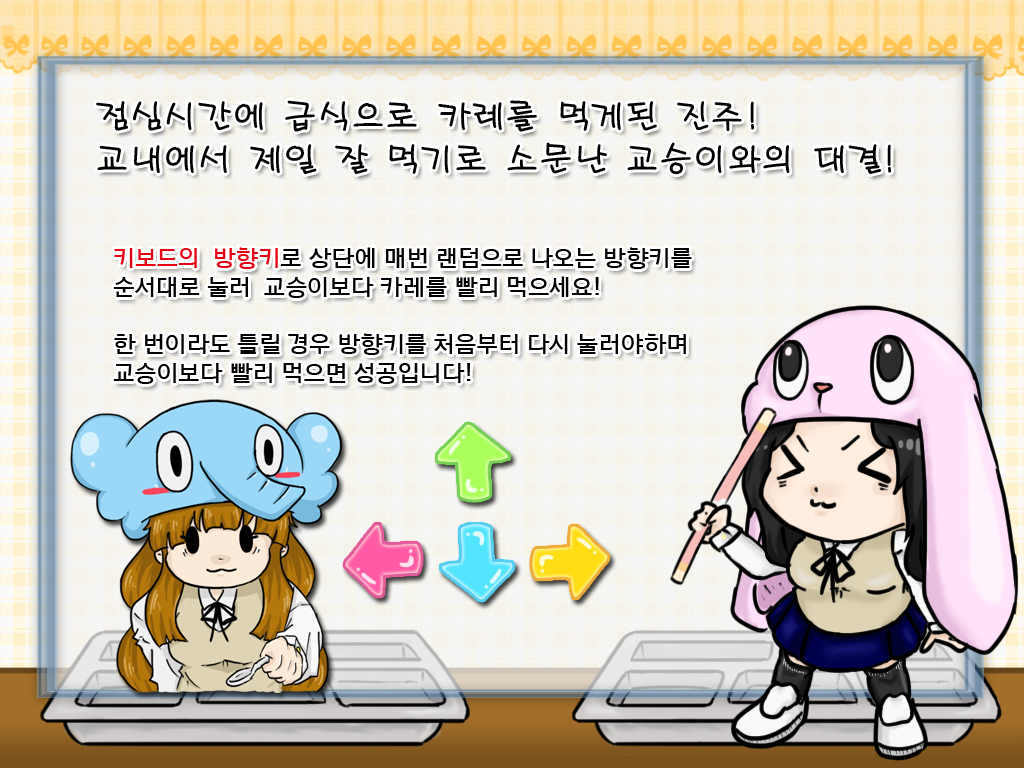 점심시간에 급식으로 카레를 먹게된 진주!
교내에서 제일 잘 먹기로 소문난 교승이와의 대결!
키보드의 방향키로 상단에 매번 랜덤으로 나오는 방향키를
순서대로 눌러 교승이보다 카레를 빨리 먹으세요!
한 번이라도 틀릴 경우 방향키를 처음부터 다시 눌러야하며
교승이보다 빨리 먹으면 성공입니다!